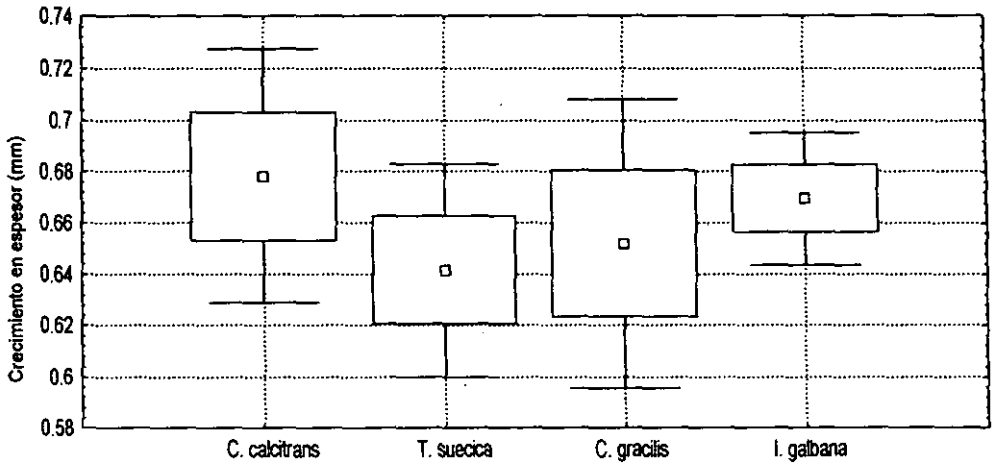 Crecimiento en espesor (mm)
0.74
0.72
0.7
0.68
0.66
0.64
0.62
0.6
0.58
C. calcitrans
T. suecica
C. gracilis
I. galbana